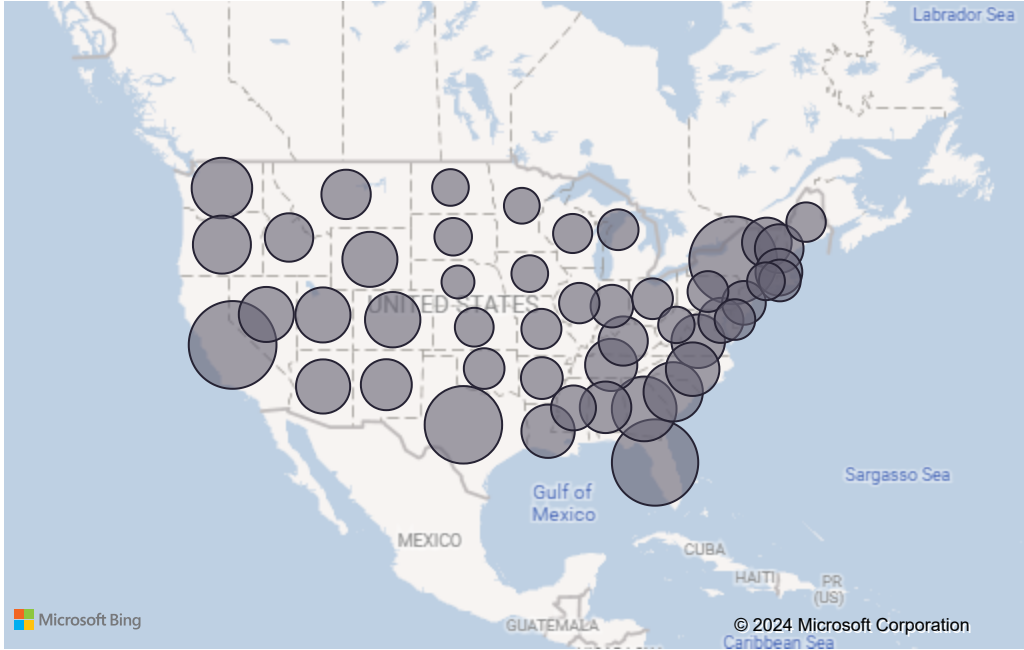 Labrador Sea
UNITED STATES
Sargasso Sea
Gulf of
Mexico
MEXICO
CUBA
HAITI
PR
(US)
Microsoft Bing
GUATEMALA
© 2024 Microsoft Corporation
Caribbean Sea